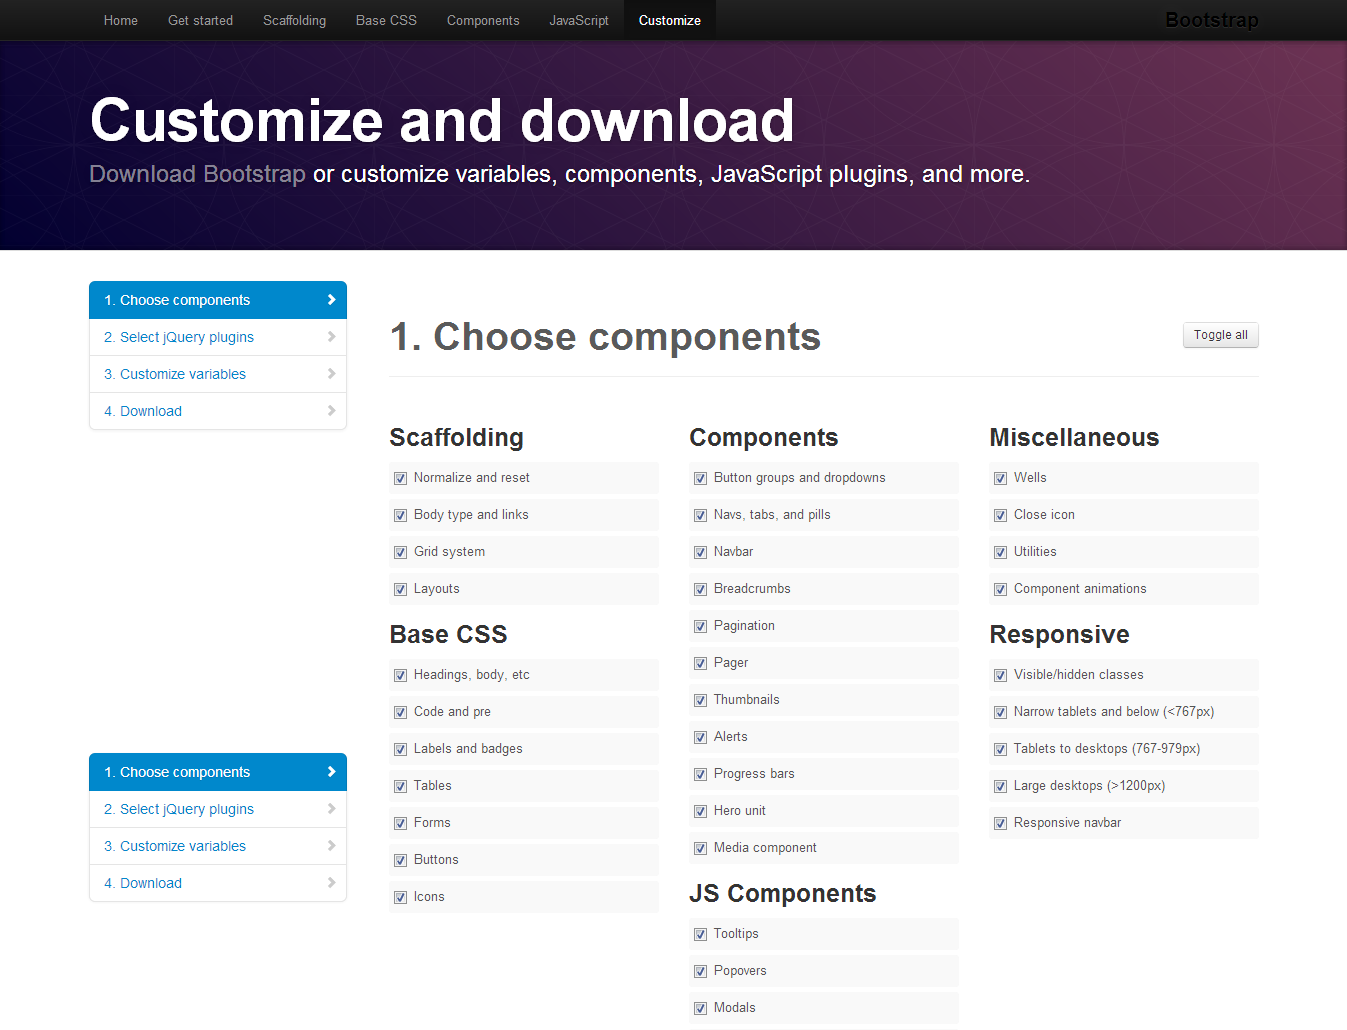 Home Get started Scaffolding Base CSS Components JavaScript Customize Bootstrap
Customize and download
Download Bootstrap or customize variables, components, JavaScript plugins, and more.
1. Choose components
2. Select jQuery plugins
3. Customize variables
4. Download
1. Choose components
Toggle all
Scaffolding
Normalize and reset
Body type and links
Grid system
Layouts
Base CSS
Headings, body, etc
Code and pre
Labels and badges
Tables
Forms
Buttons
Icons
Components
Button groups and dropdowns
Navs, tabs, and pills
Navbar
Breadcrumbs
Pagination
Pager
Thumbnails
Alerts
Progress bars
Hero unit
Media component
JS Components
Tooltips
Popovers
Modals
Miscellaneous
Wells
Close icon
Utilities
Component animations
Responsive
Visible/hidden classes
Narrow tablets and below (<767px)
Tablets to desktops (767-979px)
Large desktops (>1200px)
Responsive navbar
1. Choose components
2. Select jQuery plugins
3. Customize variables
4. Download